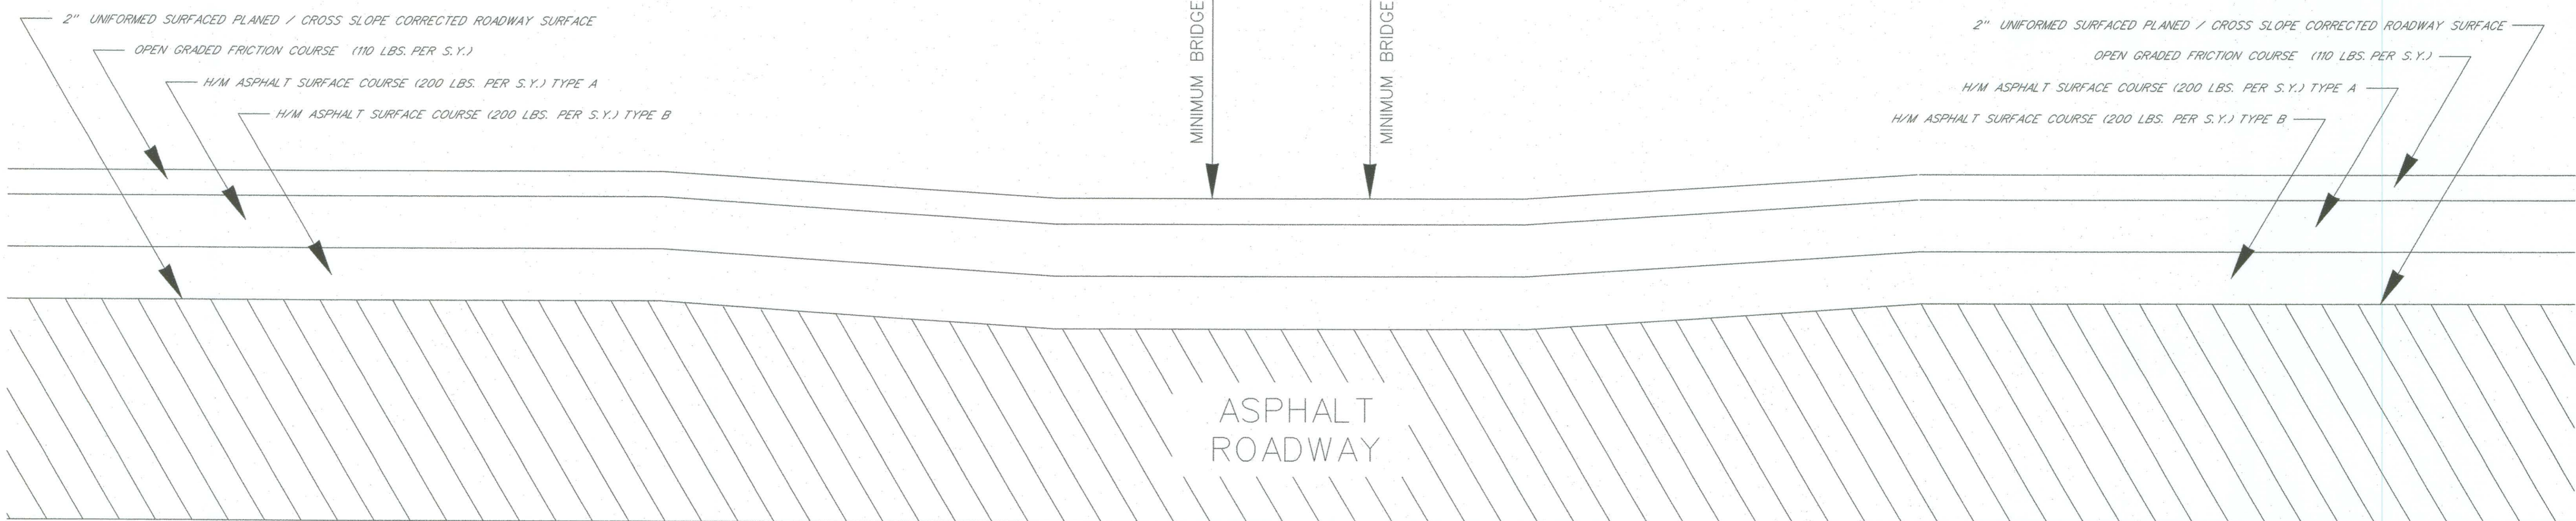 2" UNIFORMED SURFACED PLANED / CROSS SLOPE CORRECTED ROADWAY SURFACE
OPEN GRADED FRICTION COURSE (110 LBS. PER S.Y.)
H/M ASPHALT SURFACE COURSE (200 LBS. PER S.Y.) TYPE A
H/M ASPHALT SURFACE COURSE (200 LBS. PER S.Y.) TYPE B
MINIMUM BRIDGE
MINIMUM BRIDGE
2" UNIFORMED SURFACED PLANED / CROSS SLOPE CORRECTED ROADWAY SURFACE
OPEN GRADED FRICTION COURSE (110 LBS. PER S.Y.)
H/M ASPHALT SURFACE COURSE (200 LBS. PER S.Y.) TYPE A
H/M ASPHALT SURFACE COURSE (200 LBS. PER S.Y.) TYPE B
ASPHALT
ROADWAY